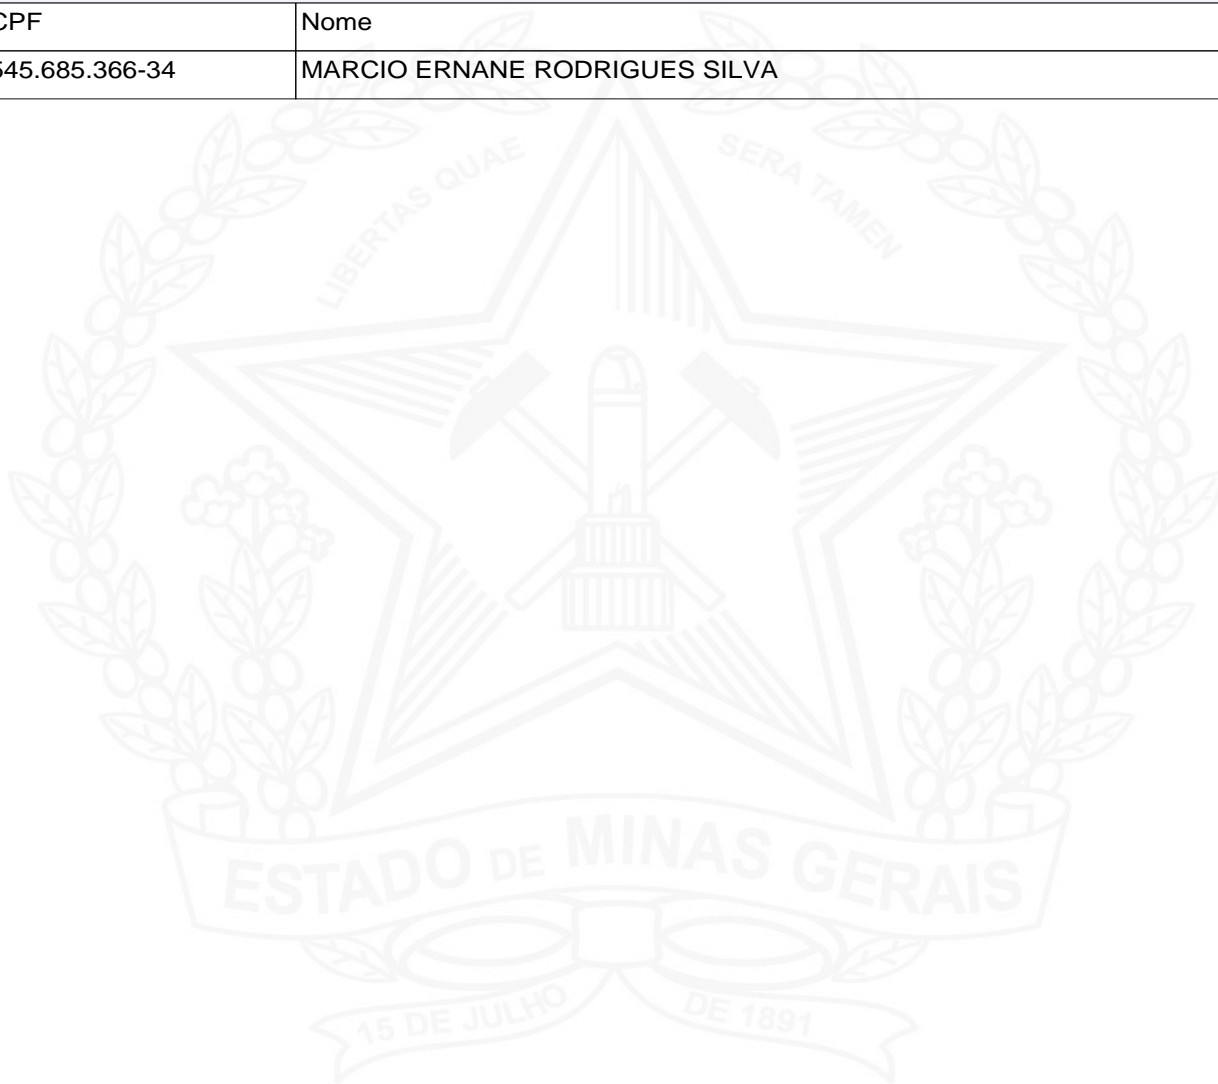 CPF Nome
545.685.366-34 MARCIO ERNANE RODRIGUES SILVA
LIBERTAS QUAE SERA TAMEN
ESTADO DE MINAS GERAIS
15 DE JULHO DE 1891